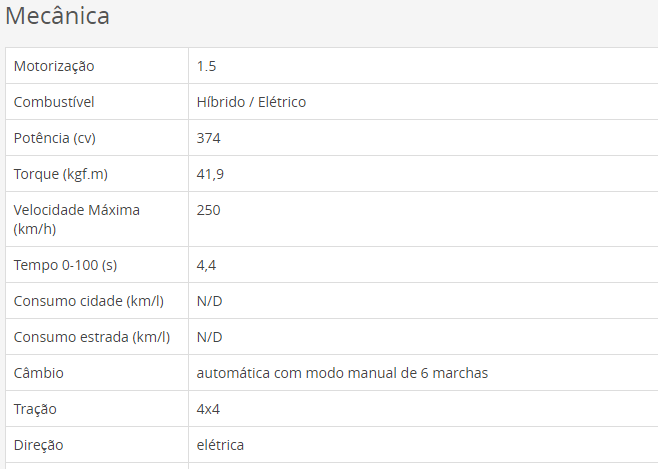 Mecânica
Motorização 1.5
Combustível Híbrido / Elétrico
Potência (cv) 374
Torque (kgf.m) 41,9
Velocidade Máxima 250
(km/h)
Tempo 0-100 (s) 4,4
Consumo cidade (km/l) N/D
Consumo estrada (km/l) N/D
Câmbio automática com modo manual de 6 marchas
Tração 4x4
Direção elétrica